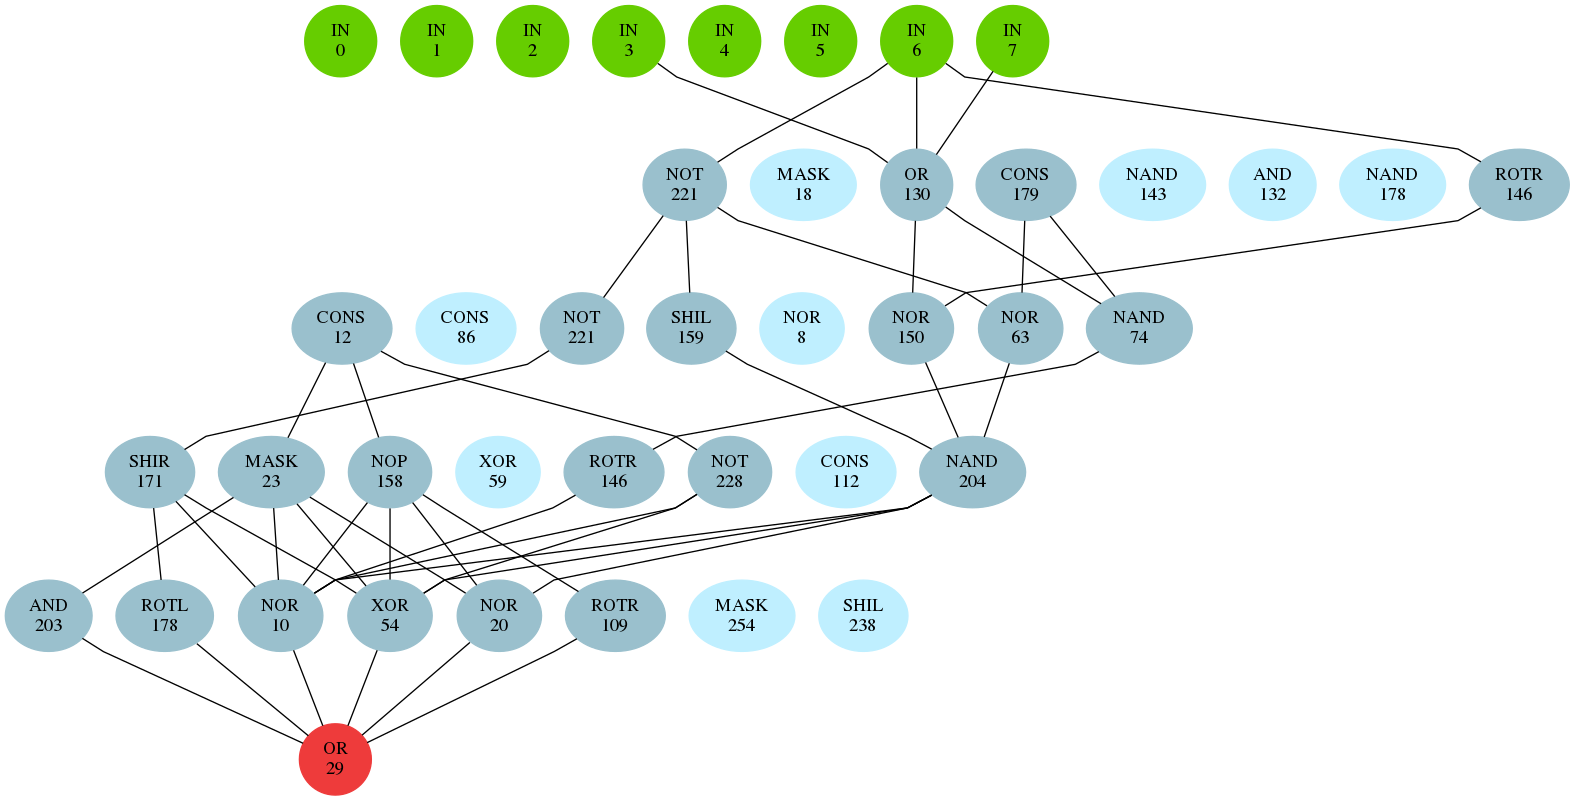 IN
0
IN
1
IN
2
IN
3
IN
4
IN
5
IN
6
IN
7
NOT
221
MASK
18
OR
130
CONS
179
NAND
143
AND
132
NAND
178
ROTR
146
CONS
12
CONS
86
NOT
221
SHIL
159
NOR
8
NOR
150
NOR
63
NAND
74
SHIR
171
MASK
23
NOP
158
XOR
59
ROTR
146
NOT
228
CONS
112
NAND
204
AND
203
ROTL
178
NOR
10
XOR
54
NOR
20
ROTR
109
MASK
254
SHIL
238
OR
29